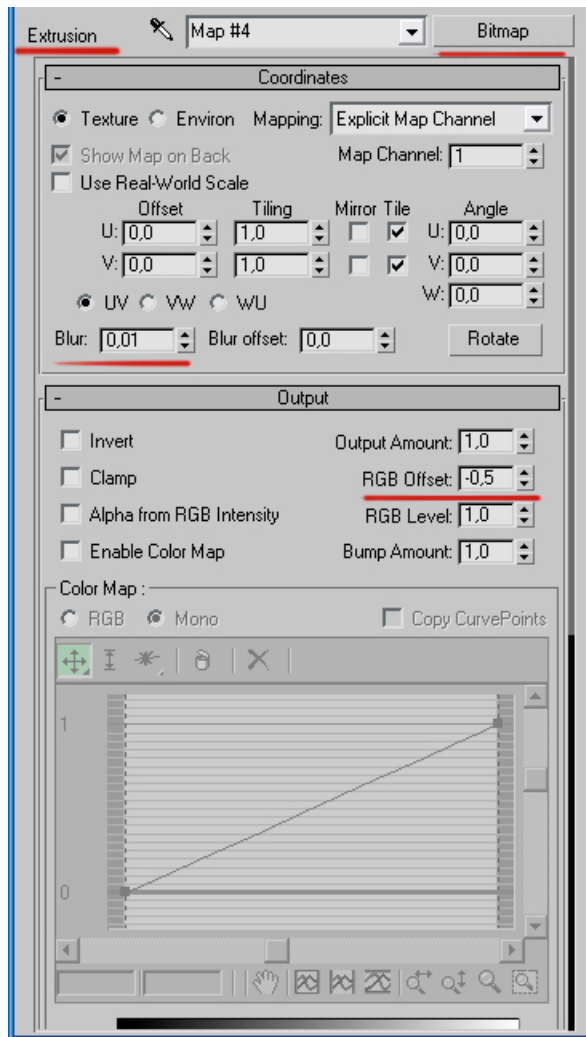 Extrusion Map #4 Bitmap
- Coordinates
Texture Environ Mapping: Explicit Map Channel
Show Map on Back Map Channel: 1
Use Real-World Scale
Offset Tiling Mirror Tile Angle
U: 0,0 1,0 U: 0,0
V: 0,0 1,0 V: 0,0
UV VW WU W: 0,0
Blur: 0,01 Blur offset: 0,0 Rotate
- Output
Invert Output Amount: 1,0
Clamp RGB Offset: -0,5
Alpha from RGB Intensity RGB Level: 1,0
Enable Color Map Bump Amount: 1,0
Color Map :
RGB Mono Copy CurvePoints
1
0